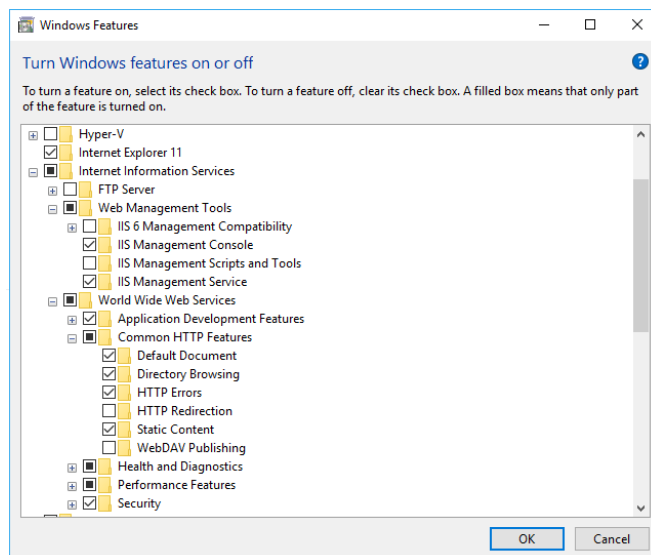 Windows Features
Turn Windows features on or off
To turn a feature on, select its check box. To turn a feature off, clear its check box. A filled box means that only part
of the feature is turned on.
Hyper-V
Internet Explorer 11
Internet Information Services
FTP Server
Web Management Tools
IIS 6 Management Compatibility
IIS Management Console
IIS Management Scripts and Tools
IIS Management Service
World Wide Web Services
Application Development Features
Common HTTP Features
Default Document
Directory Browsing
HTTP Errors
HTTP Redirection
Static Content
WebDAV Publishing
Health and Diagnostics
Performance Features
Security
OK Cancel